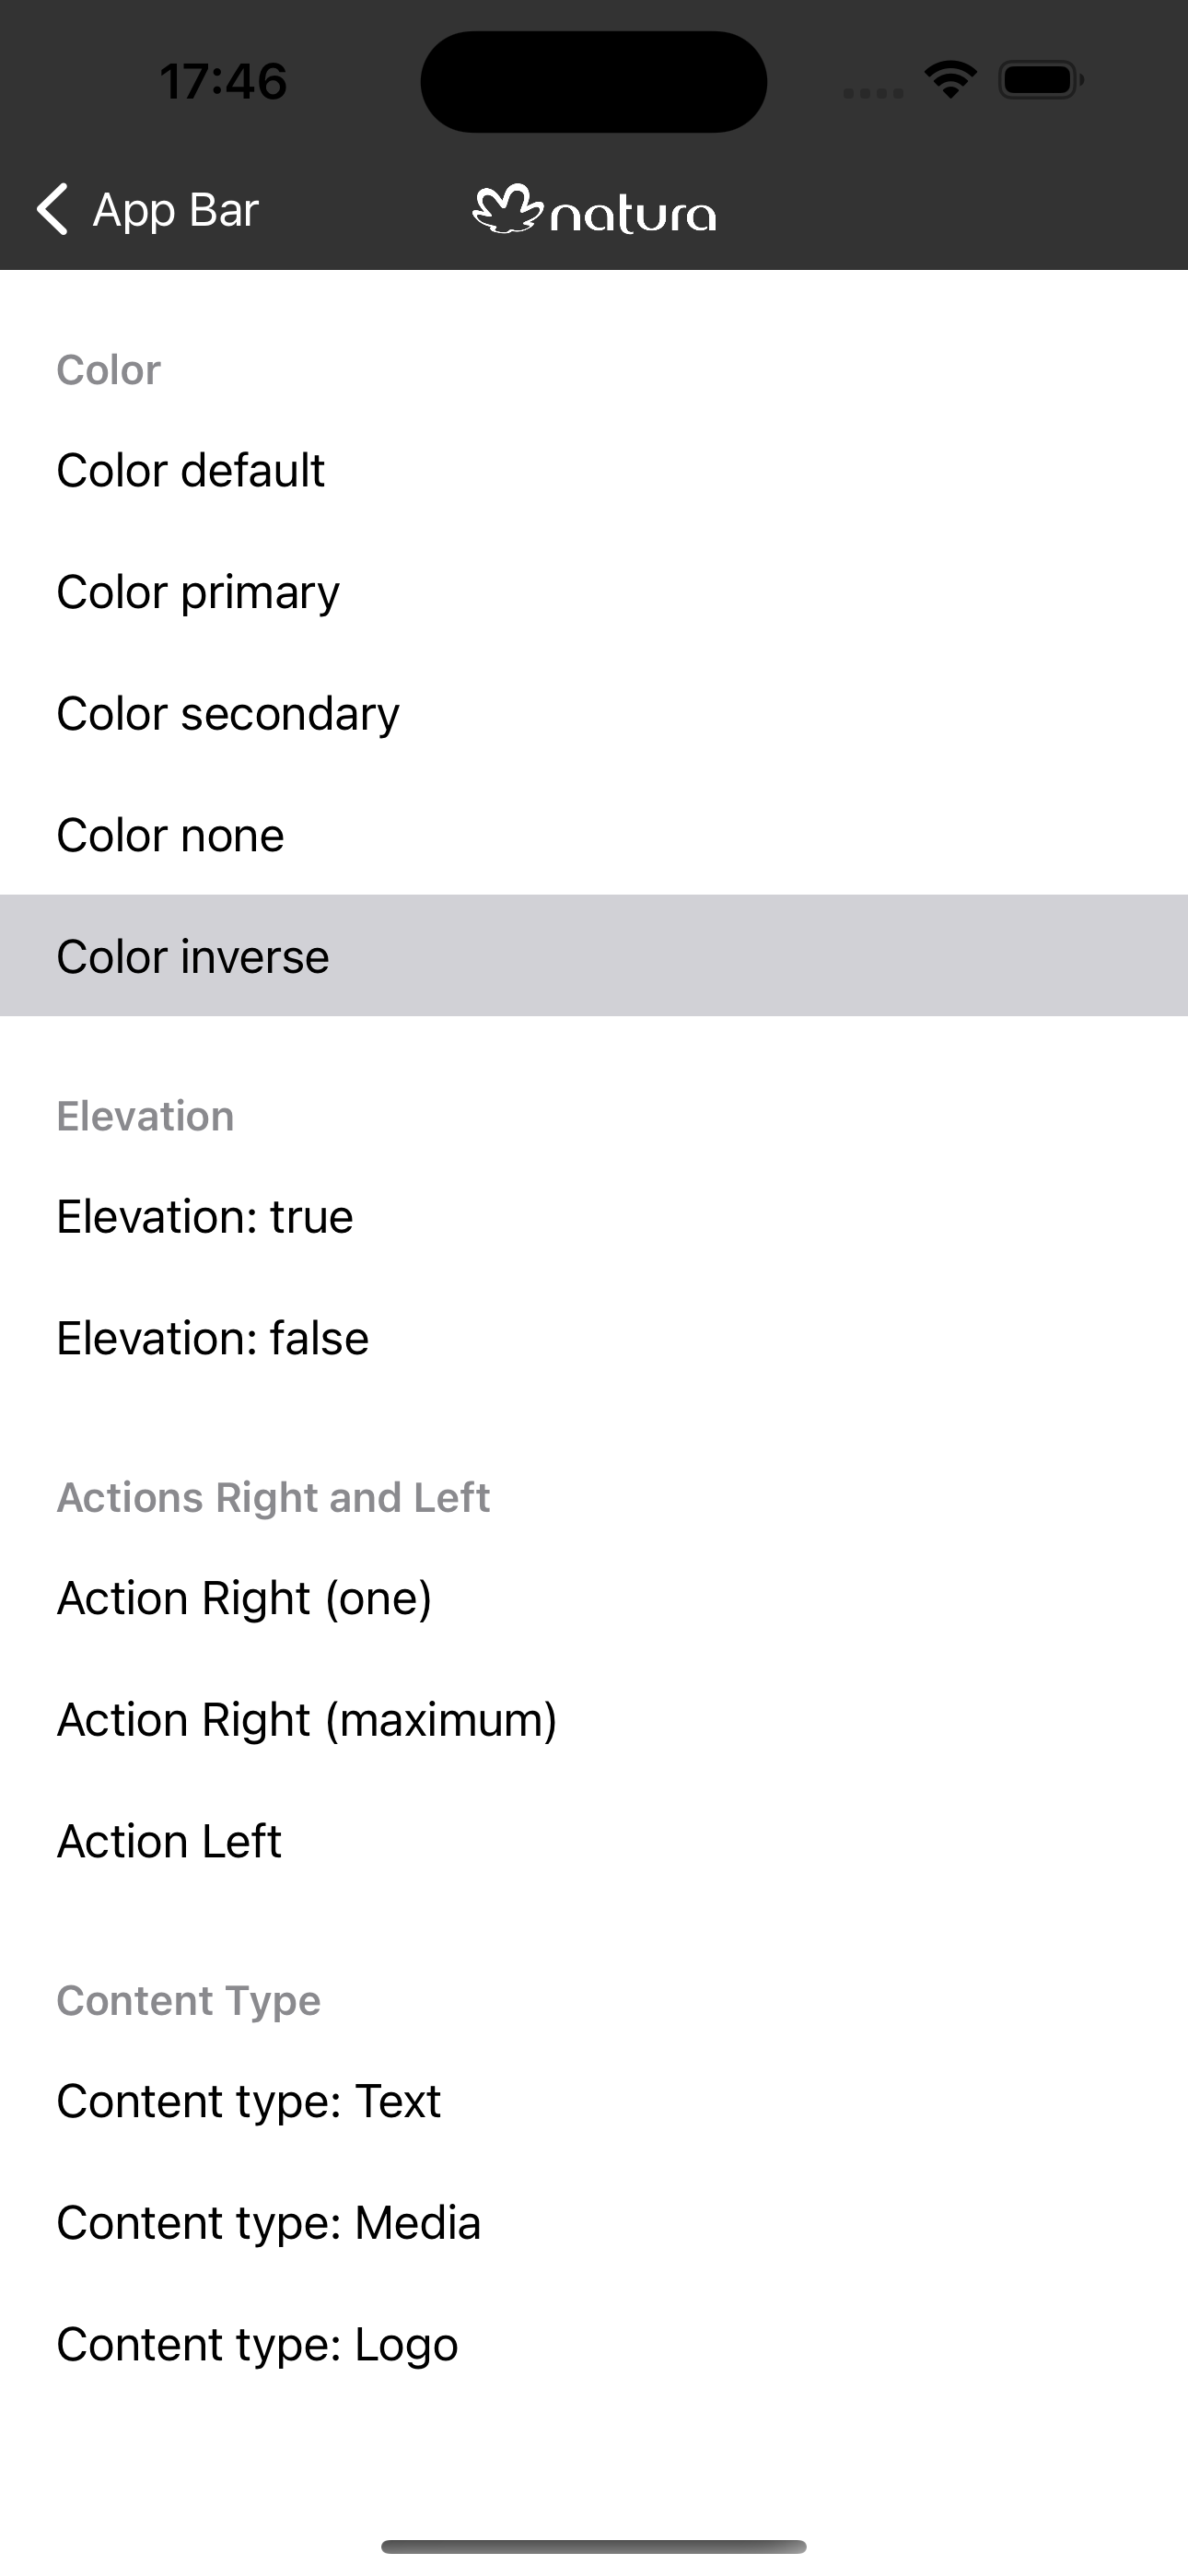 17:46
App Bar
natura
Color
Color default
Color primary
Color secondary
Color none
Color inverse
Elevation
Elevation: true
Elevation: false
Actions Right and Left
Action Right (one)
Action Right (maximum)
Action Left
Content Type
Content type: Text
Content type: Media
Content type: Logo